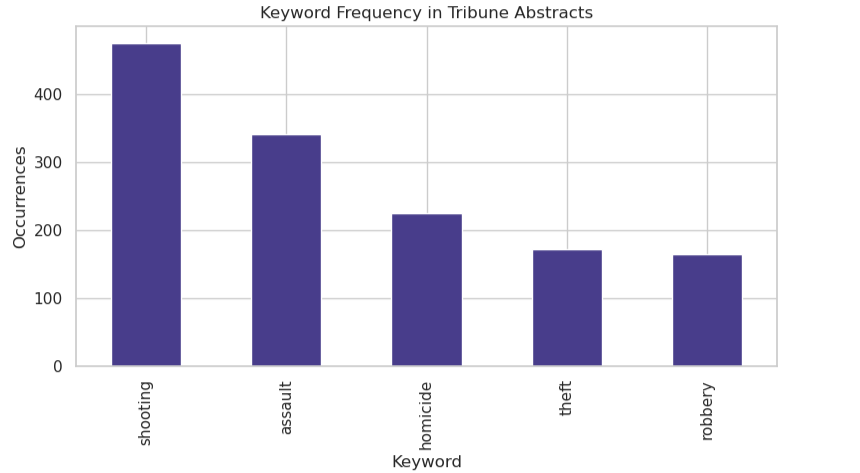 Keyword Frequency in Tribune Abstracts
Occurrences
400
300
200
100
0
shooting
assault
homicide
theft
robbery
Keyword